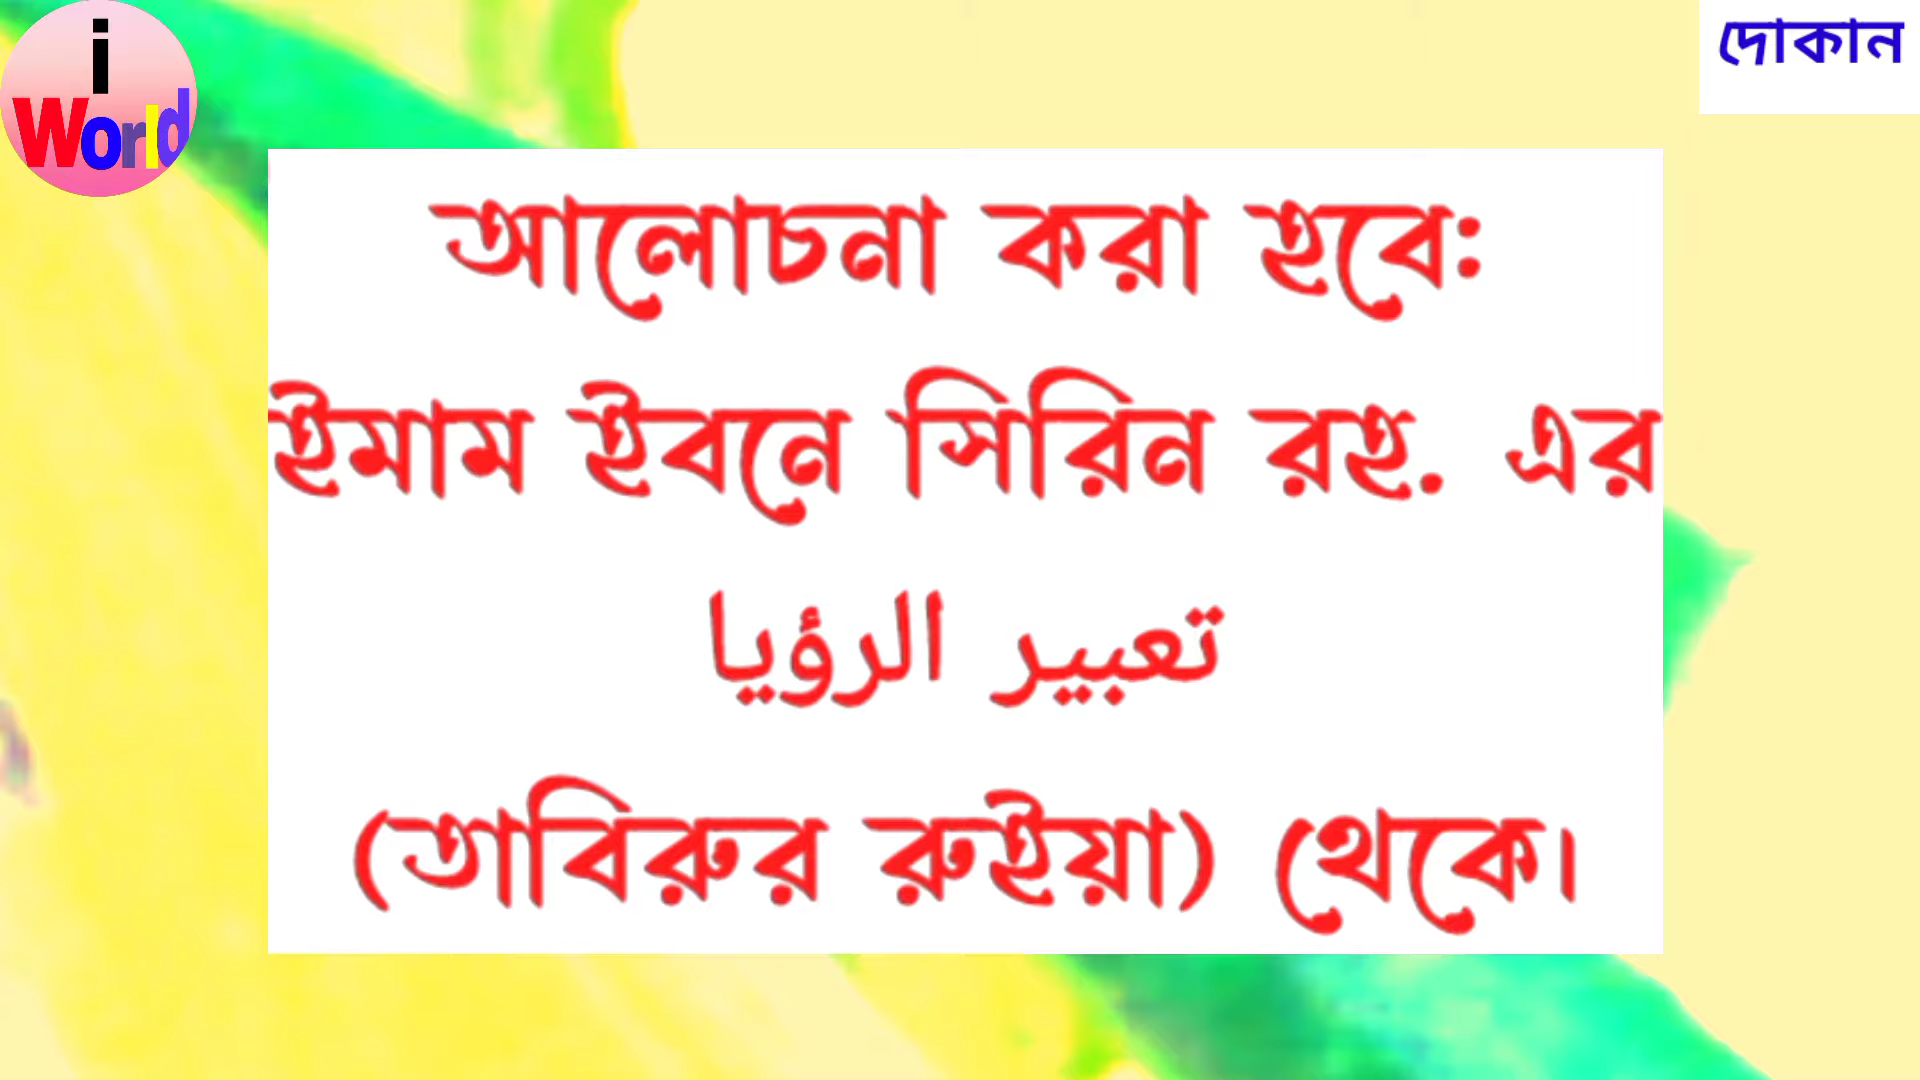 i
World
দোকান
আলোচনা করা হবেঃ
ইমাম ইবনে সিরিন রহ. এর
تعبير الرؤيا
(তাবিরুর রুইয়া) থেকে।